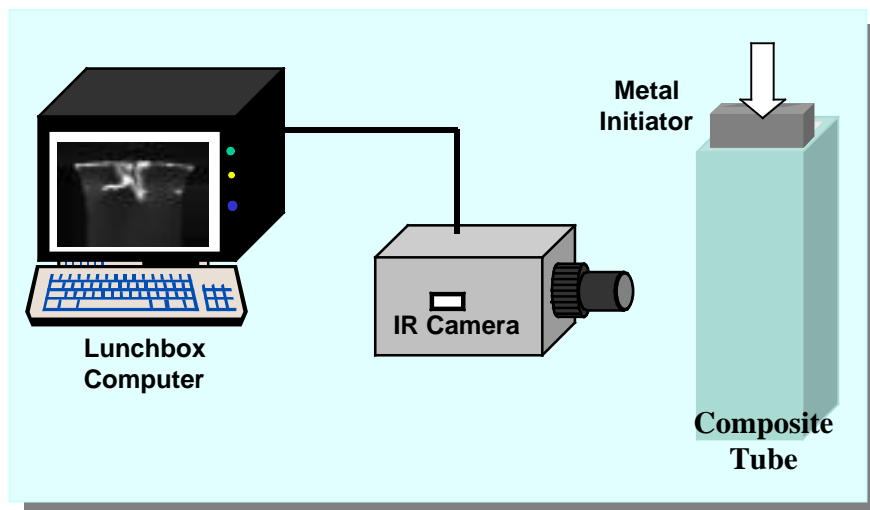 Metal
Initiator
IR Camera
Lunchbox
Computer
Composite
Tube